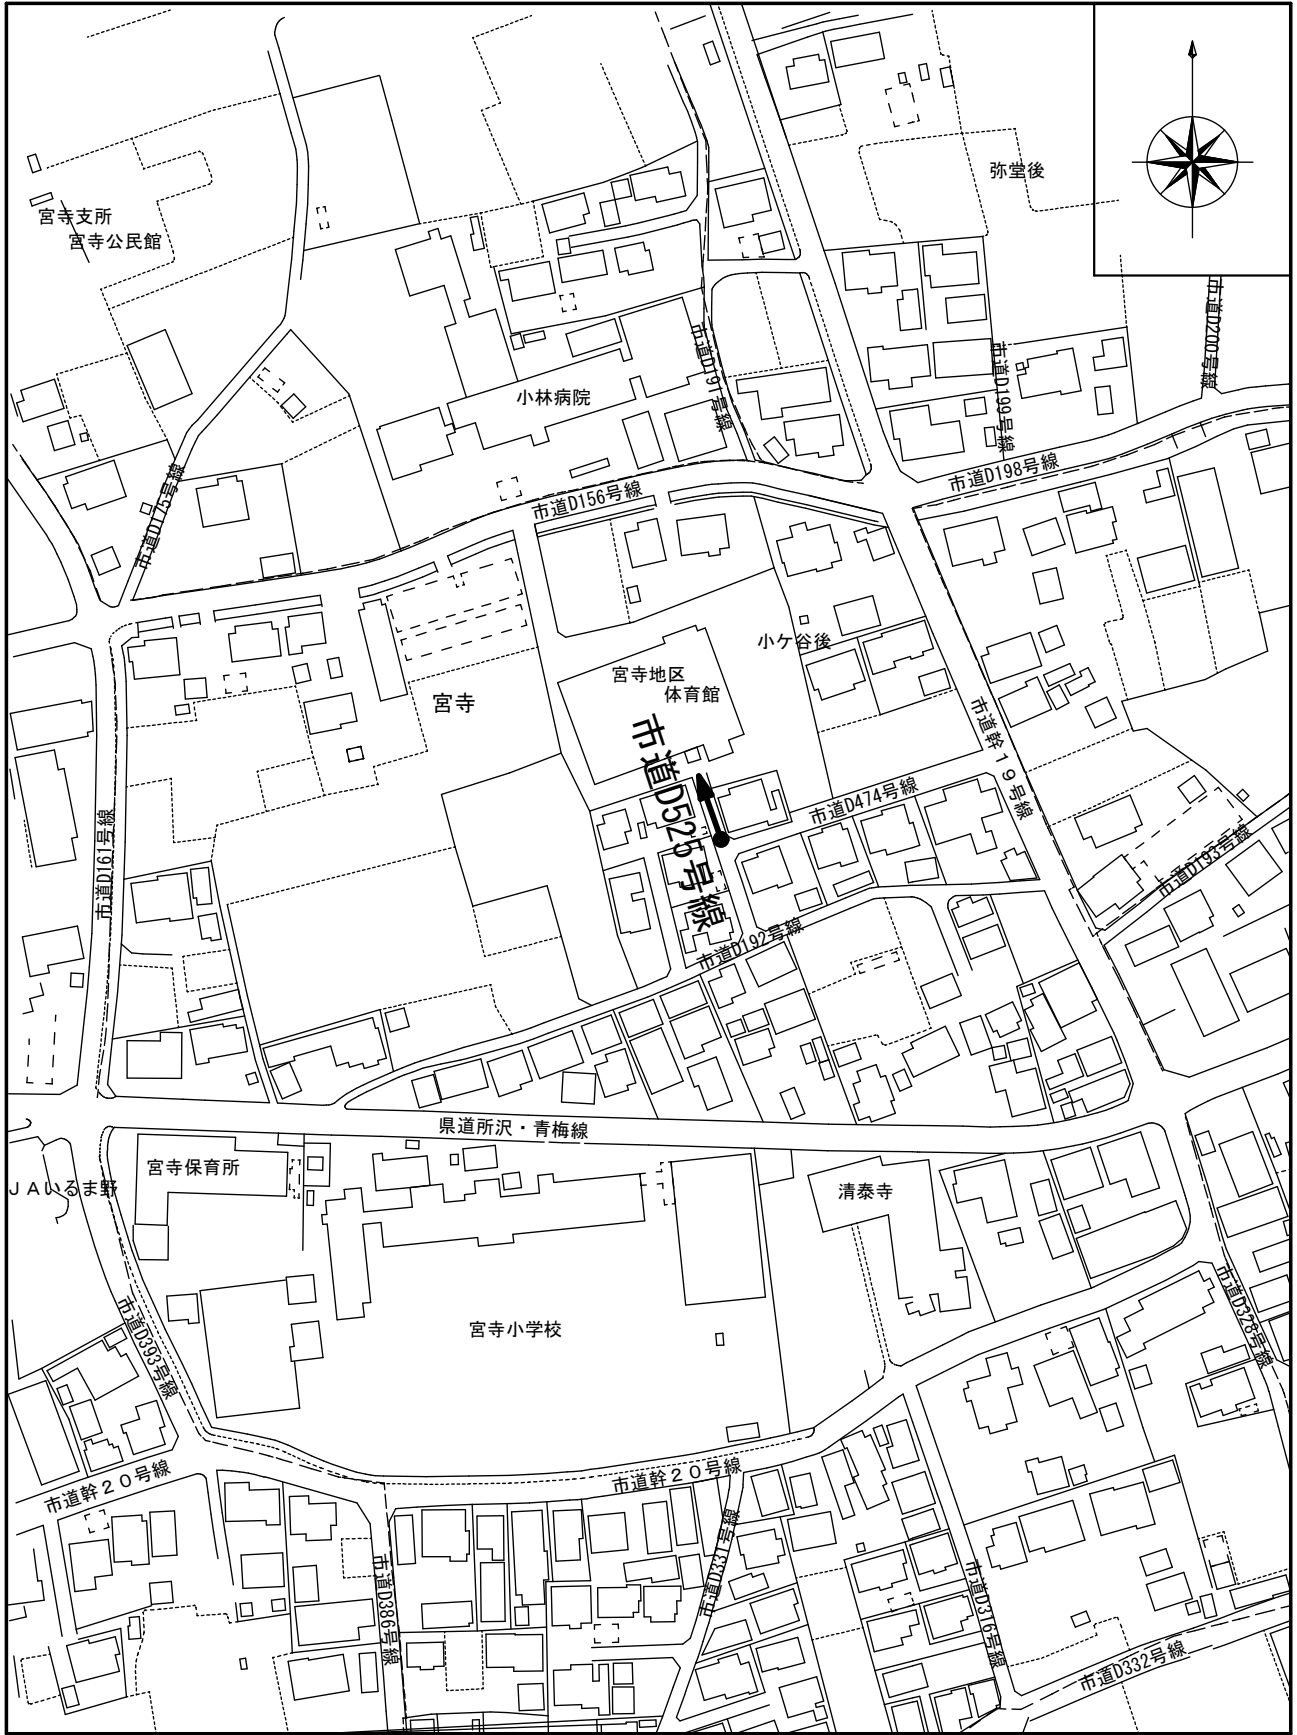 弥堂後
宮寺支所
宮寺公民館
市道D200号線
市道D191号線
市道D199号線
小林病院
市道D175号線
市道D198号線
市道D156号線
小ケ谷後
宮寺地区
体育館
宮寺
市道幹19号線
市道D525号線
市道D474号線
市道D161号線
市道D193号線
市道D192号線
県道所沢・青梅線
宮寺保育所
JAいるま野
清泰寺
市道D393号線
宮寺小学校
市道D328号線
市道幹20号線
市道幹20号線
市道D331号線
市道D386号線
市道D316号線
市道D332号線